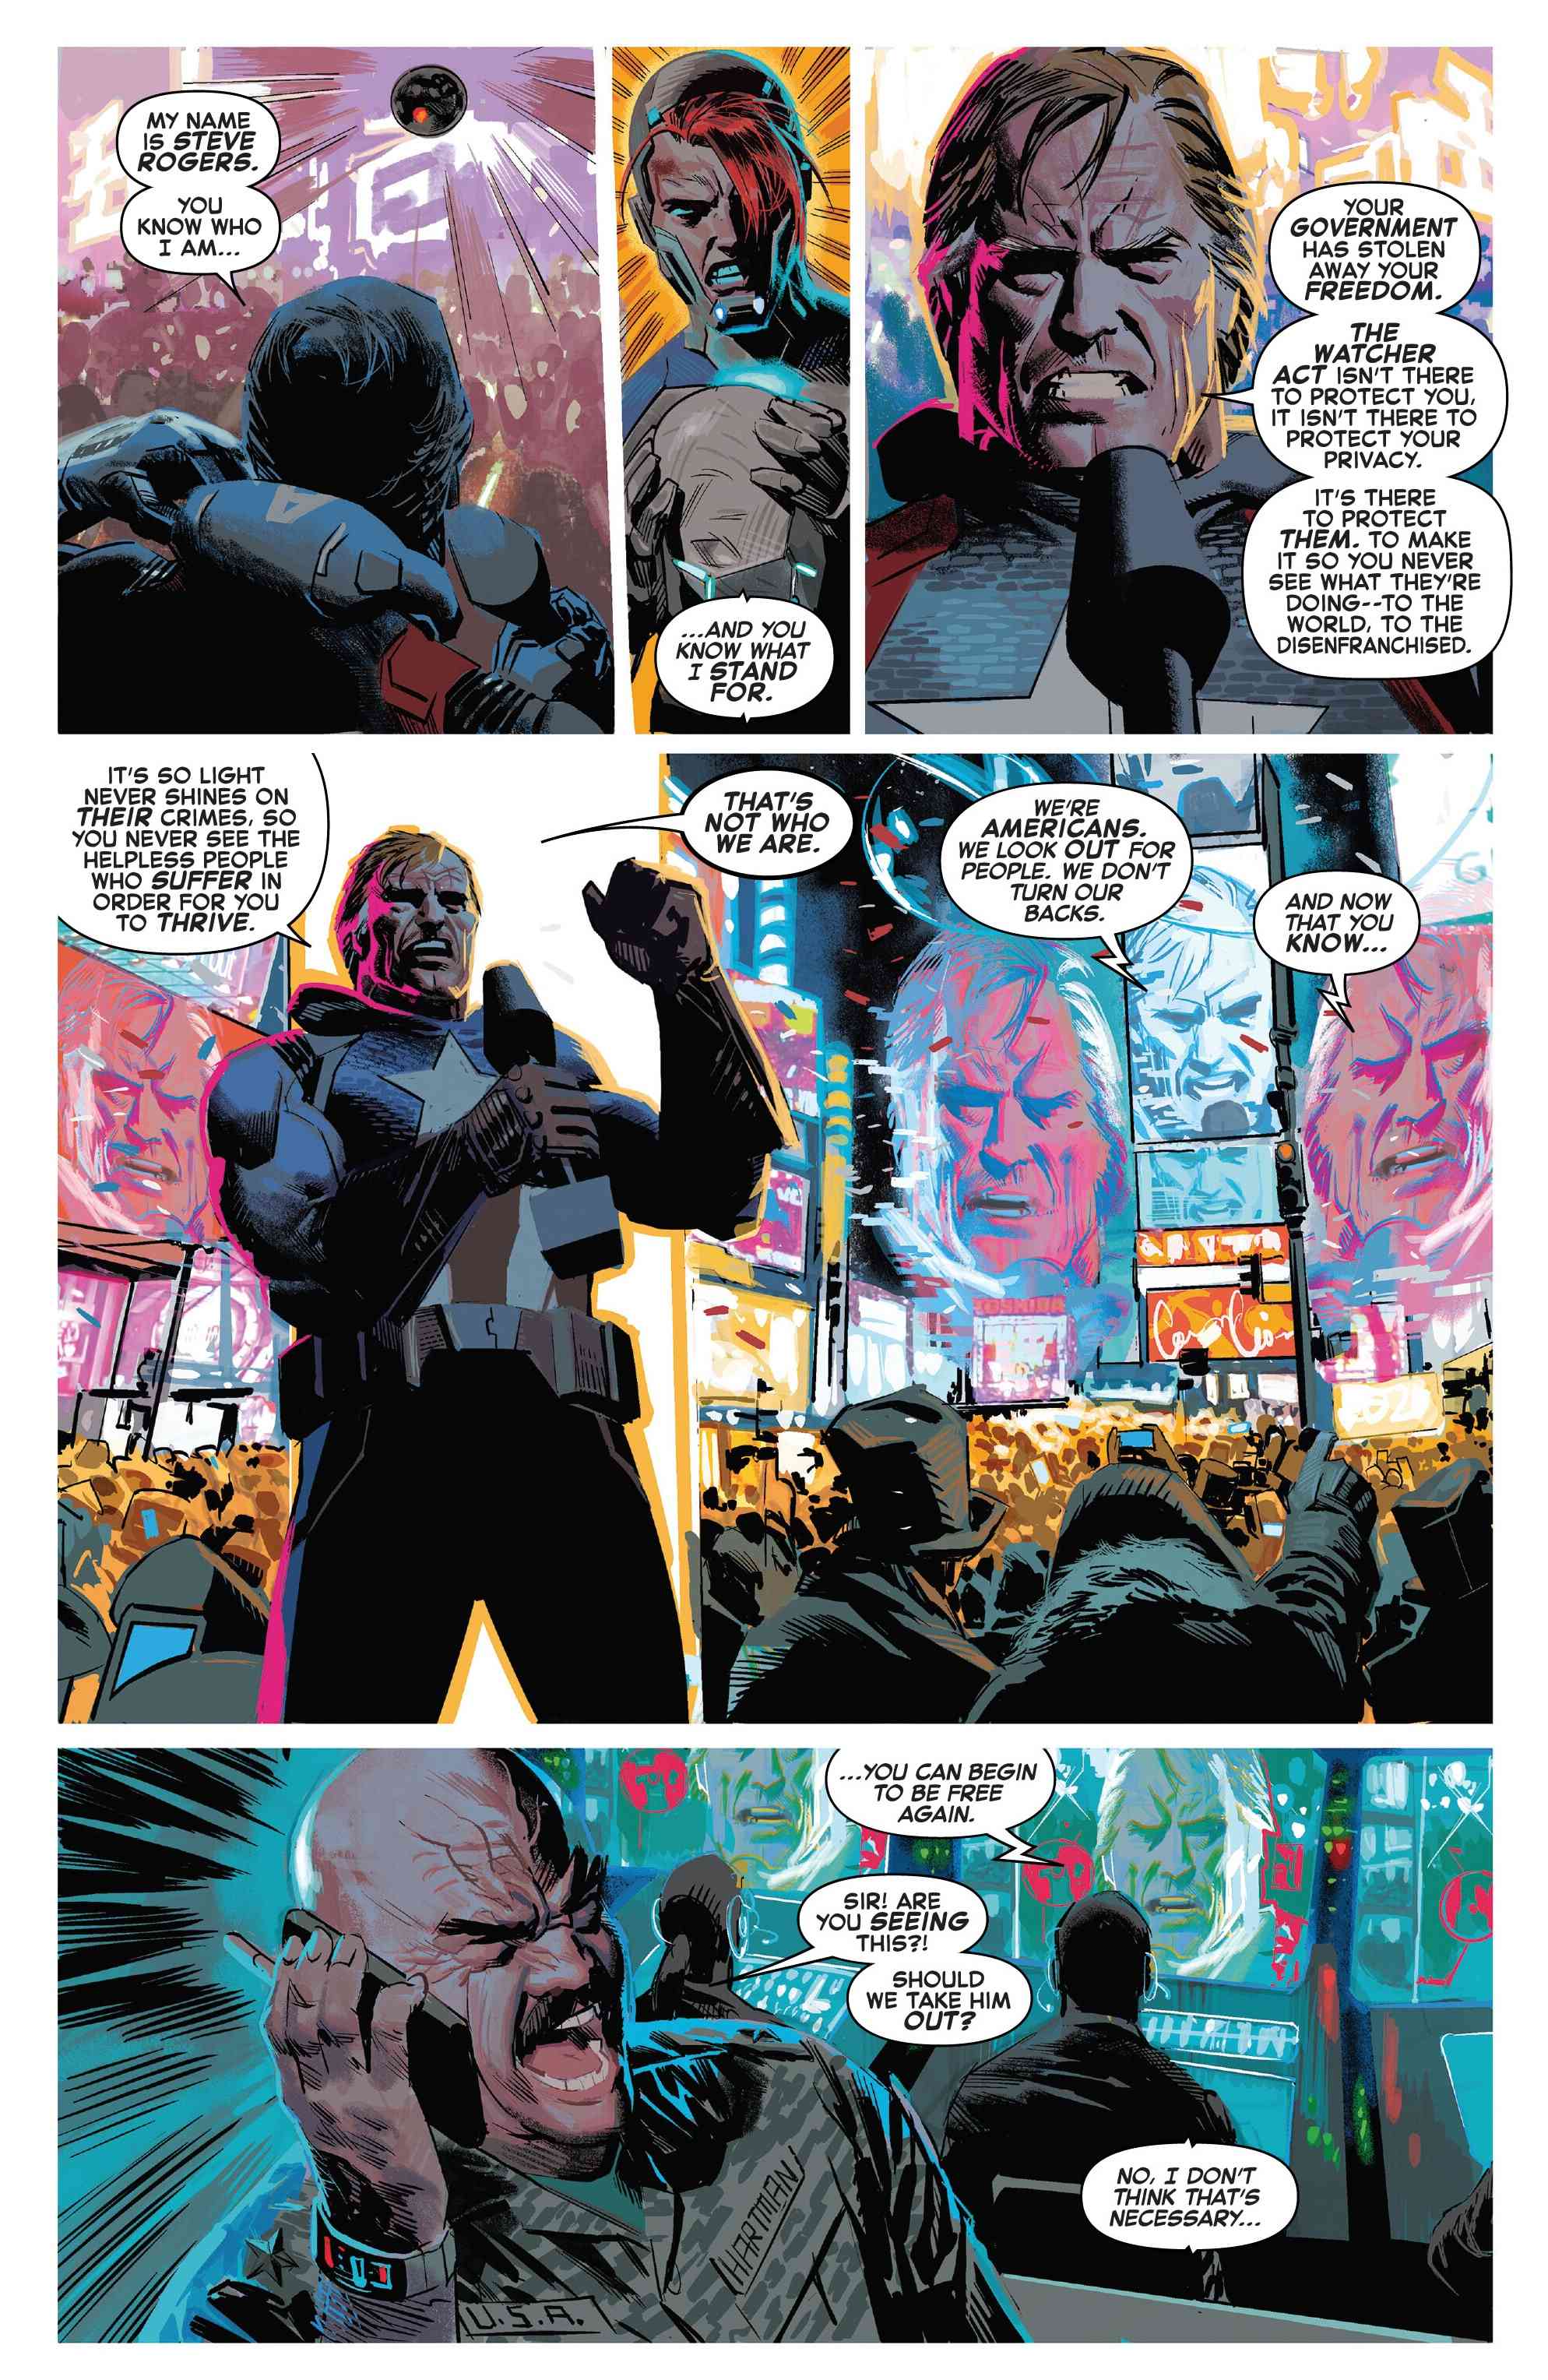 MY NAME
IS STEVE
ROGERS.
YOU
KNOW WHO
I AM...
...AND YOU
KNOW WHAT
I STAND
FOR.
YOUR
GOVERNMENT
HAS STOLEN
AWAY YOUR
FREEDOM.
THE
WATCHER
ACT ISN'T THERE
TO PROTECT YOU,
IT ISN'T THERE TO
PROTECT YOUR
PRIVACY.
IT'S THERE
TO PROTECT
THEM. TO MAKE
IT SO YOU NEVER
SEE WHAT THEY'RE
DOING--TO THE
WORLD, TO THE
DISENFRANCHISED.
IT'S SO LIGHT
NEVER SHINES ON
THEIR CRIMES, SO
YOU NEVER SEE THE
HELPLESS PEOPLE
WHO SUFFER IN
ORDER FOR YOU
TO THRIVE.
THAT'S
NOT WHO
WE ARE.
WE'RE
AMERICANS.
WE LOOK OUT FOR
PEOPLE. WE DON'T
TURN OUR
BACKS.
AND NOW
THAT YOU
KNOW...
TOSHIBA
...YOU CAN BEGIN
TO BE FREE
AGAIN.
SIR! ARE
YOU SEEING
THIS?!
SHOULD
WE TAKE HIM
OUT?
NO, I DON'T
THINK THAT'S
NECESSARY...
HARTMAN
U.S.A.